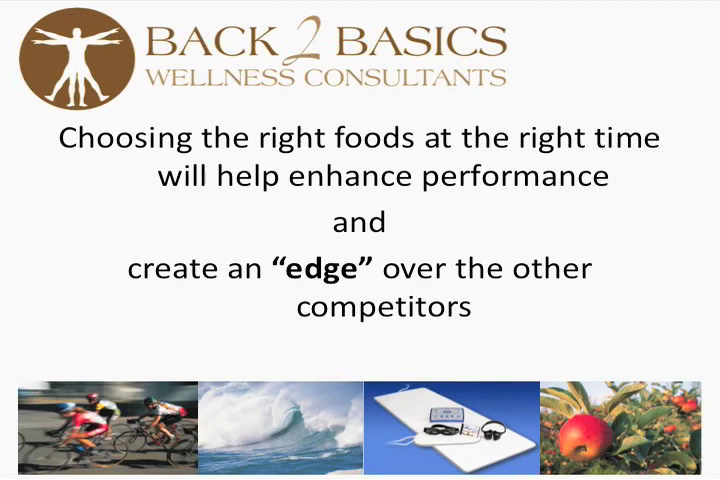 BACK 2 BASICS
WELLNESS CONSULTANTS
Choosing the right foods at the right time
will help enhance performance
and
create an “edge” over the other
competitors